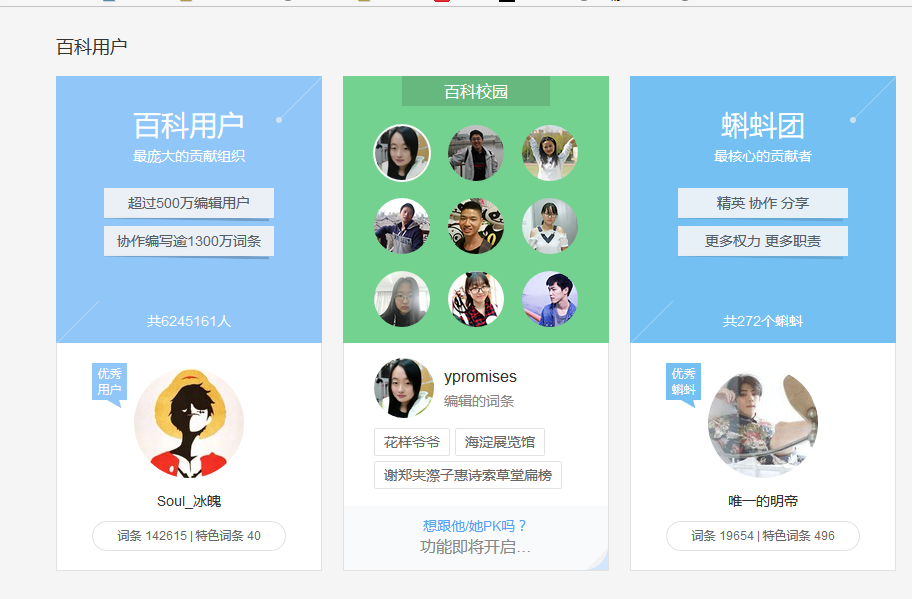 百科用户
百科用户
最庞大的贡献组织
超过500万编辑用户
协作编写逾1300万词条
共6245161人
优秀
用户
Soul_冰魄
词条 142615 | 特色词条 40
百科校园
ypromises
编辑的词条
花样爷爷
海淀展览馆
谢郑夹漈子惠诗索草堂扁榜
想跟他/她PK吗？
功能即将开启...
蝌蚪团
最核心的贡献者
精英 协作 分享
更多权力 更多职责
共272个蝌蚪
优秀
蝌蚪
唯一的明帝
词条 19654 | 特色词条 496